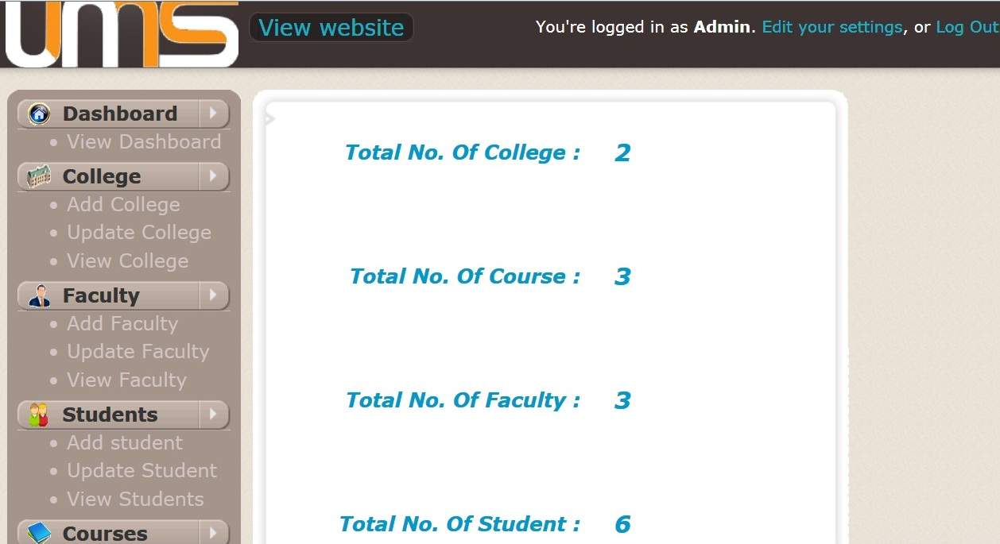 UMS
View website
You're logged in as Admin. Edit your settings, or Log Out
Dashboard
View Dashboard
College
Add College
Update College
View College
Faculty
Add Faculty
Update Faculty
View Faculty
Students
Add student
Update Student
View Students
Courses
Total No. Of College : 2
Total No. Of Course : 3
Total No. Of Faculty : 3
Total No. Of Student : 6